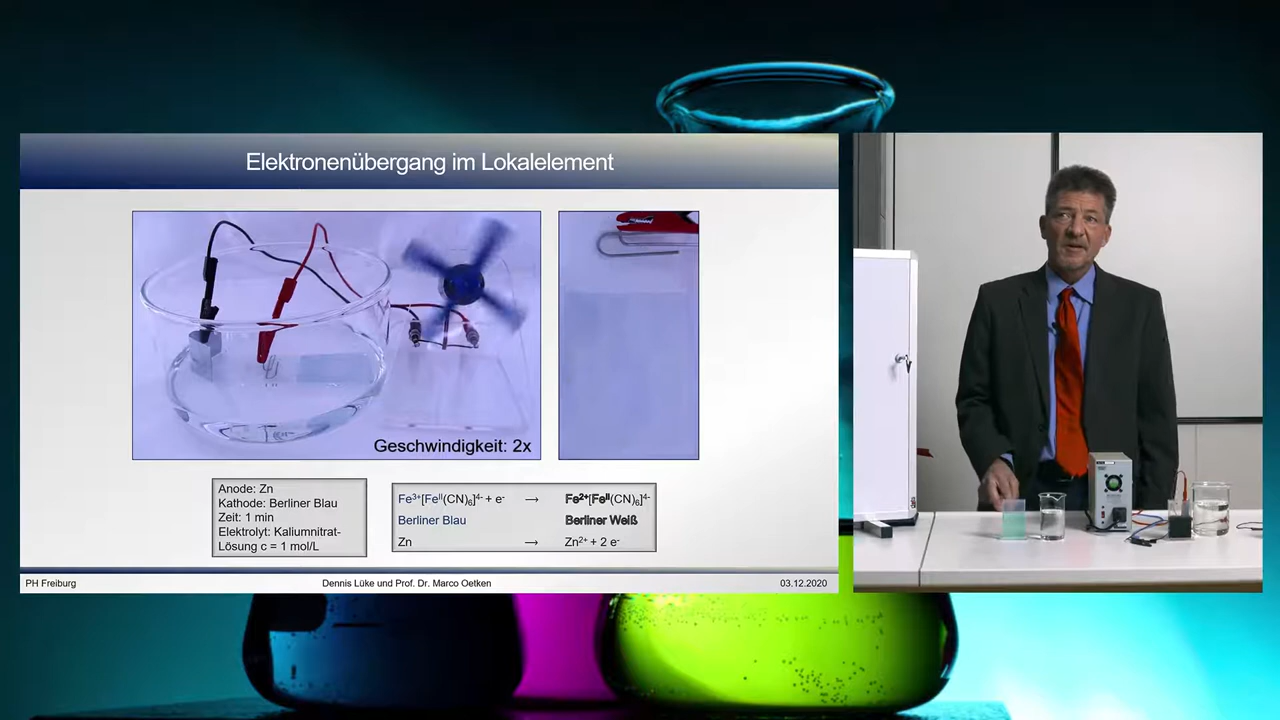 Elektronenübergang im Lokalelement
Geschwindigkeit: 2x
Anode: Zn
Kathode: Berliner Blau
Zeit: 1 min
Elektrolyt: Kaliumnitrat-
Lösung c = 1 mol/L
Fe³⁺[Feᴵᴵ(CN)₆]⁴⁻ + e⁻ → Fe²⁺[Feᴵᴵ(CN)₆]⁴⁻
Berliner Blau Berliner Weiß
Zn → Zn²⁺ + 2 e⁻
PH Freiburg Dennis Lüke und Prof. Dr. Marco Oetken 03.12.2020